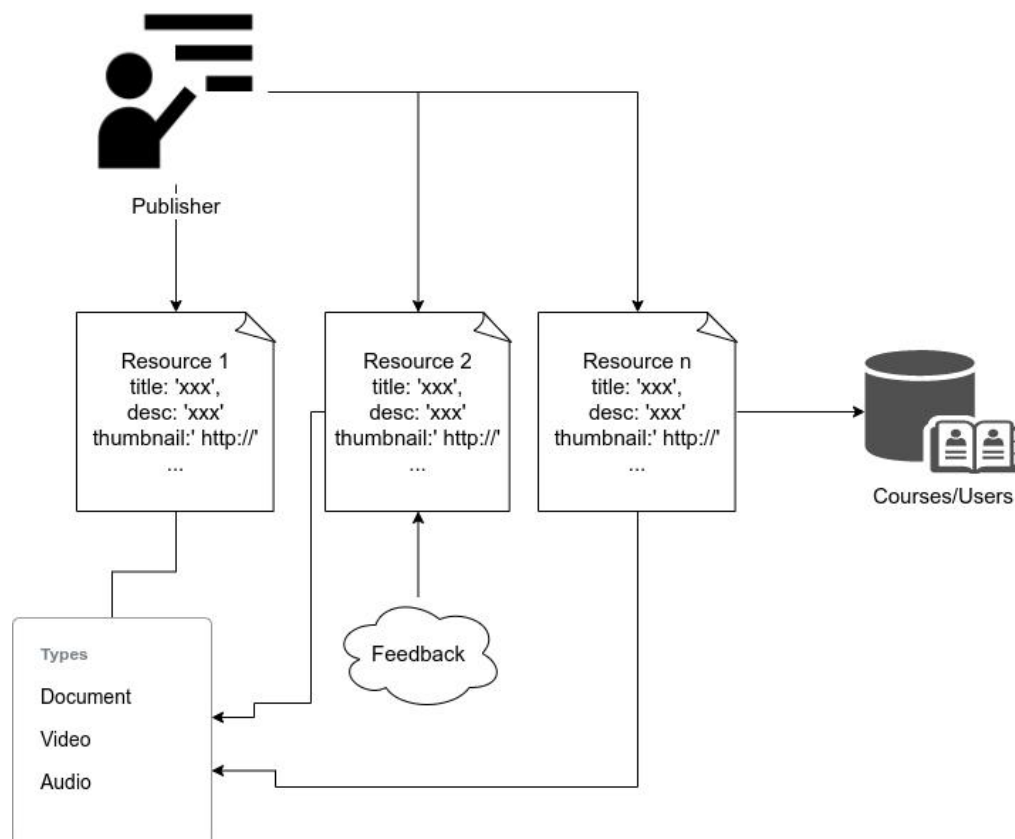 Publisher
Resource 1
title: 'xxx',
desc: 'xxx'
thumbnail:' http://'
...
Resource 2
title: 'xxx',
desc: 'xxx'
thumbnail:' http://'
...
Resource n
title: 'xxx',
desc: 'xxx'
thumbnail:' http://'
...
Courses/Users
Feedback
Types
Document
Video
Audio